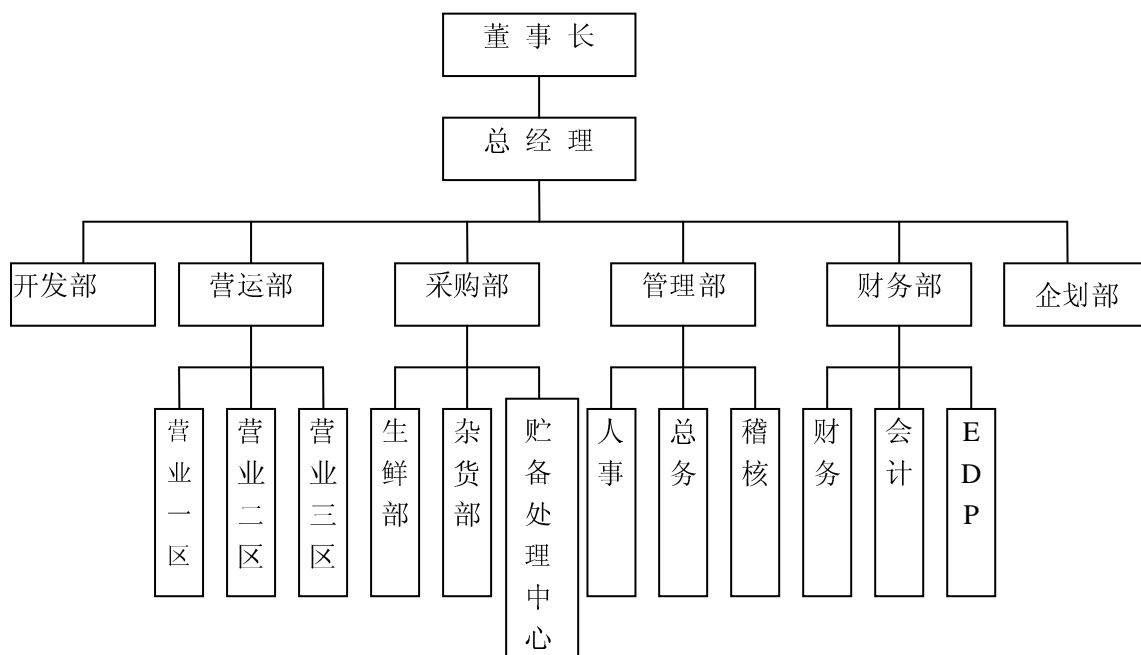 董 事 长
总 经 理
开发部
营运部
采购部
管理部
财务部
企划部
营业一区
营业二区
营业三区
生鲜部
杂货部
贮备处理中心
人事
总务
稽核
财务
会计
EDP